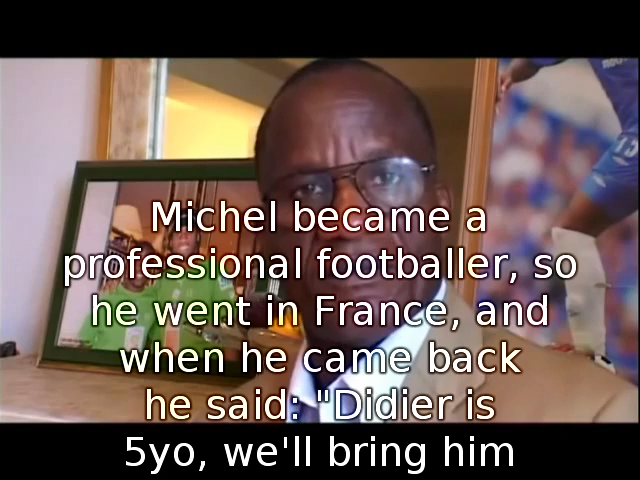 Michel became a
professional footballer, so
he went in France, and
when he came back
he said: "Didier is
5yo, we'll bring him